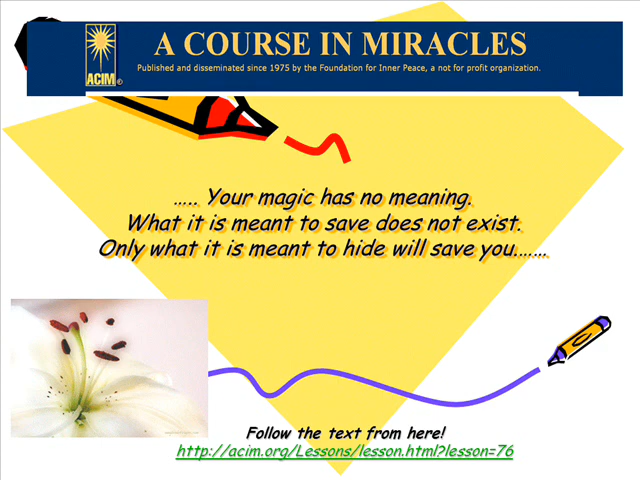 A COURSE IN MIRACLES
Published and disseminated since 1975 by the Foundation for Inner Peace, a not for profit organization.
ACIM®
..... Your magic has no meaning.
What it is meant to save does not exist.
Only what it is meant to hide will save you.……
Follow the text from here!
http://acim.org/Lessons/lesson.html?lesson=76